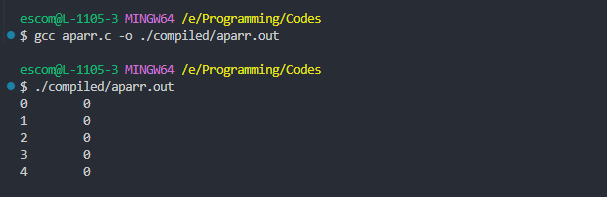 escom@L-1105-3 MINGW64 /e/Programming/Codes
$ gcc aparr.c -o ./compiled/aparr.out
escom@L-1105-3 MINGW64 /e/Programming/Codes
$ ./compiled/aparr.out
0       0
1       0
2       0
3       0
4       0